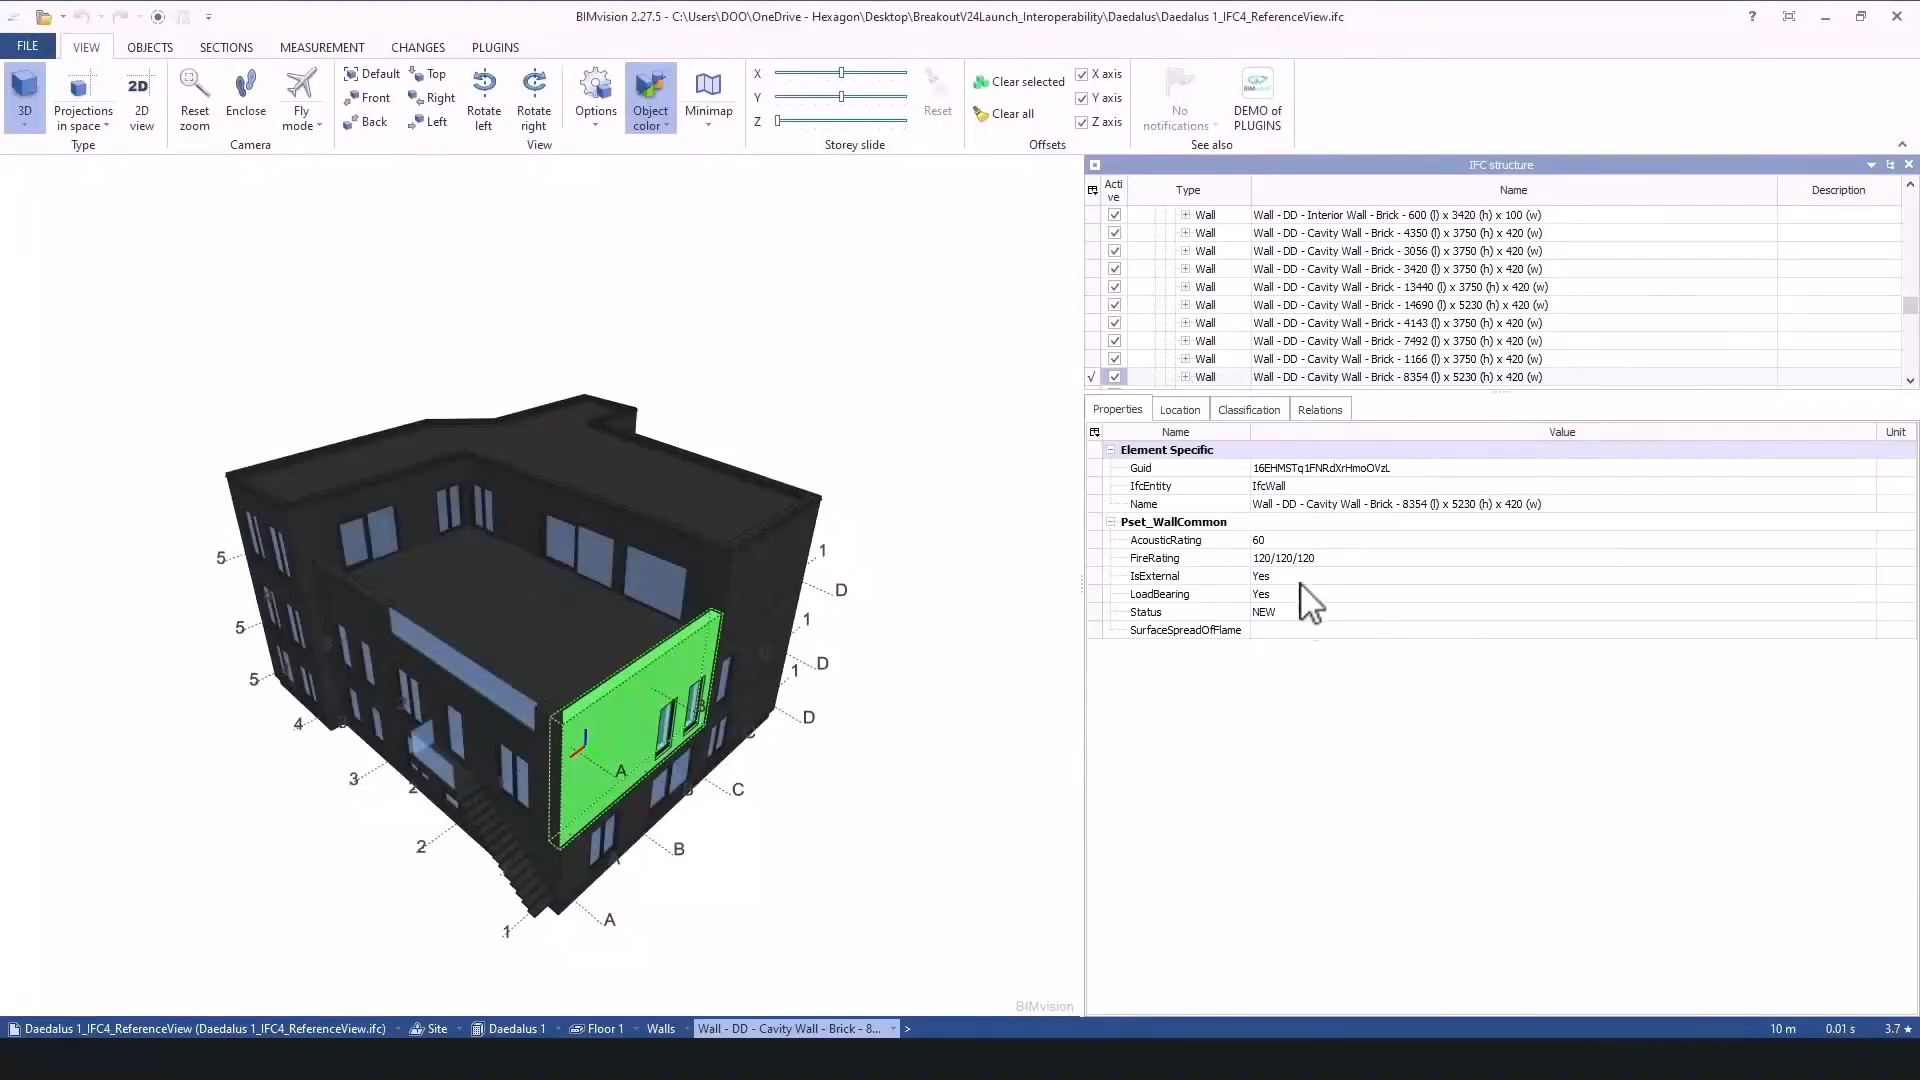 BIMvision 2.27.5 - C:\Users\DOO\OneDrive - Hexagon\Desktop\BreakoutV24Launch_Interoperability\Daedalus\Daedalus 1_IFC4_ReferenceView.ifc
FILE VIEW OBJECTS SECTIONS MEASUREMENT CHANGES PLUGINS
3D
Projections in space
2D
2D view
Type
Reset zoom
Enclose
Fly mode
Camera
Default Top
Front Right
Back Left
Rotate left
Rotate right
Options
Object color
Minimap
View
X
Y
Z
Reset
Storey slide
Clear selected
Clear all
X axis
Y axis
Z axis
Offsets
No notifications
DEMO of PLUGINS
See also
IFC structure
Active Type Name Description
Wall Wall - DD - Interior Wall - Brick - 600 (l) x 3420 (h) x 100 (w)
Wall Wall - DD - Cavity Wall - Brick - 4350 (l) x 3750 (h) x 420 (w)
Wall Wall - DD - Cavity Wall - Brick - 3056 (l) x 3750 (h) x 420 (w)
Wall Wall - DD - Cavity Wall - Brick - 3420 (l) x 3750 (h) x 420 (w)
Wall Wall - DD - Cavity Wall - Brick - 13440 (l) x 3750 (h) x 420 (w)
Wall Wall - DD - Cavity Wall - Brick - 14690 (l) x 5230 (h) x 420 (w)
Wall Wall - DD - Cavity Wall - Brick - 4143 (l) x 3750 (h) x 420 (w)
Wall Wall - DD - Cavity Wall - Brick - 7492 (l) x 3750 (h) x 420 (w)
Wall Wall - DD - Cavity Wall - Brick - 1166 (l) x 3750 (h) x 420 (w)
Wall Wall - DD - Cavity Wall - Brick - 8354 (l) x 5230 (h) x 420 (w)
Properties Location Classification Relations
Name Value Unit
Element Specific
Guid 16EHMSTq1FNRdXrHmoOVzL
IfcEntity IfcWall
Name Wall - DD - Cavity Wall - Brick - 8354 (l) x 5230 (h) x 420 (w)
Pset_WallCommon
AcousticRating 60
FireRating 120/120/120
IsExternal Yes
LoadBearing Yes
Status NEW
SurfaceSpreadOfFlame
5
1
D
5
1
D
5
1
D
4
3
2
A
C
2
B
A
1
BIMvision
Daedalus 1_IFC4_ReferenceView (Daedalus 1_IFC4_ReferenceView.ifc) Site Daedalus 1 Floor 1 Walls Wall - DD - Cavity Wall - Brick - 8... >
10 m 0.01 s 3.7